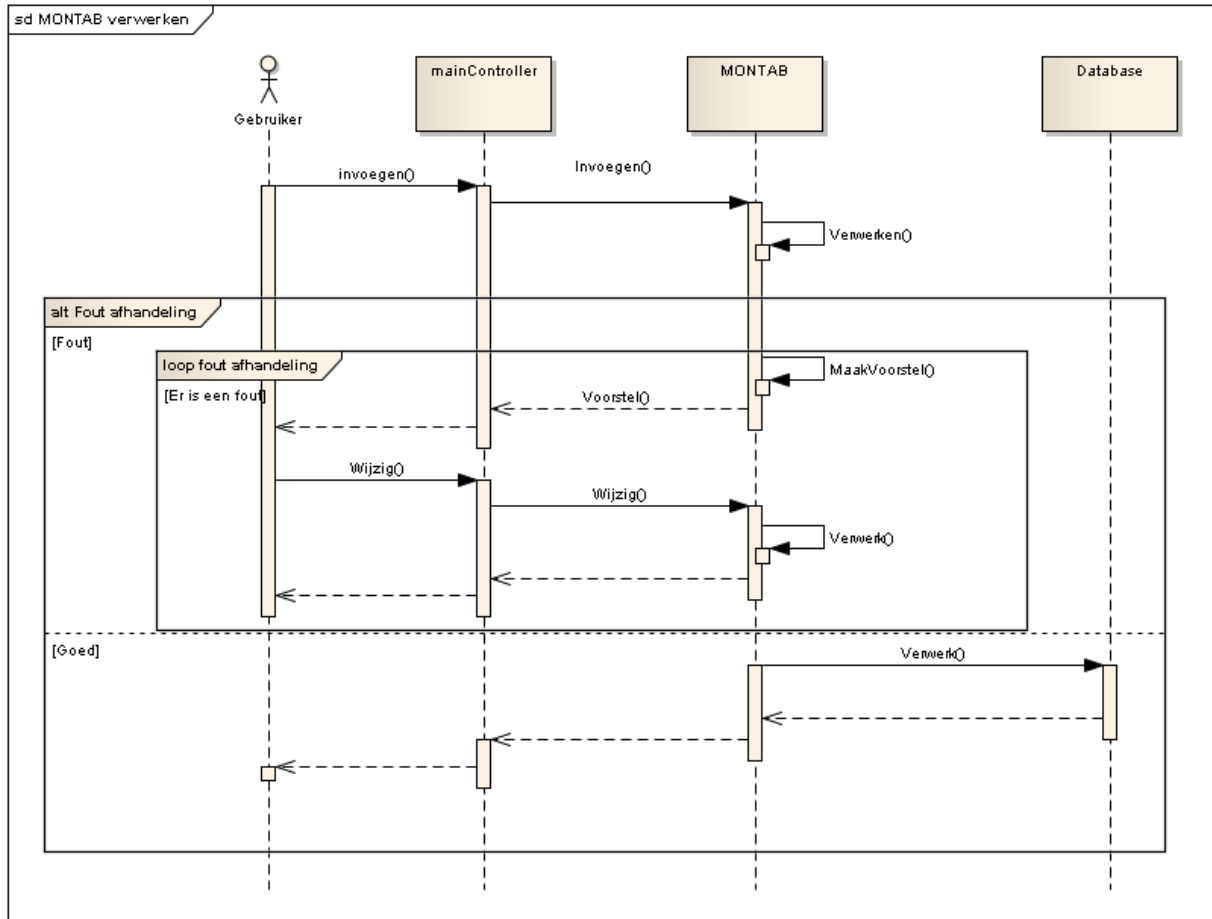 sd MONTAB verwerken
Gebruiker
mainController
MONTAB
Database
invoegen()
Invoegen()
Verwerken()
alt Fout afhandeling
[Fout]
loop fout afhandeling
[Er is een fout]
MaakVoorstel()
Voorstel()
Wijzig()
Wijzig()
Verwerk()
[Goed]
Verwerk()